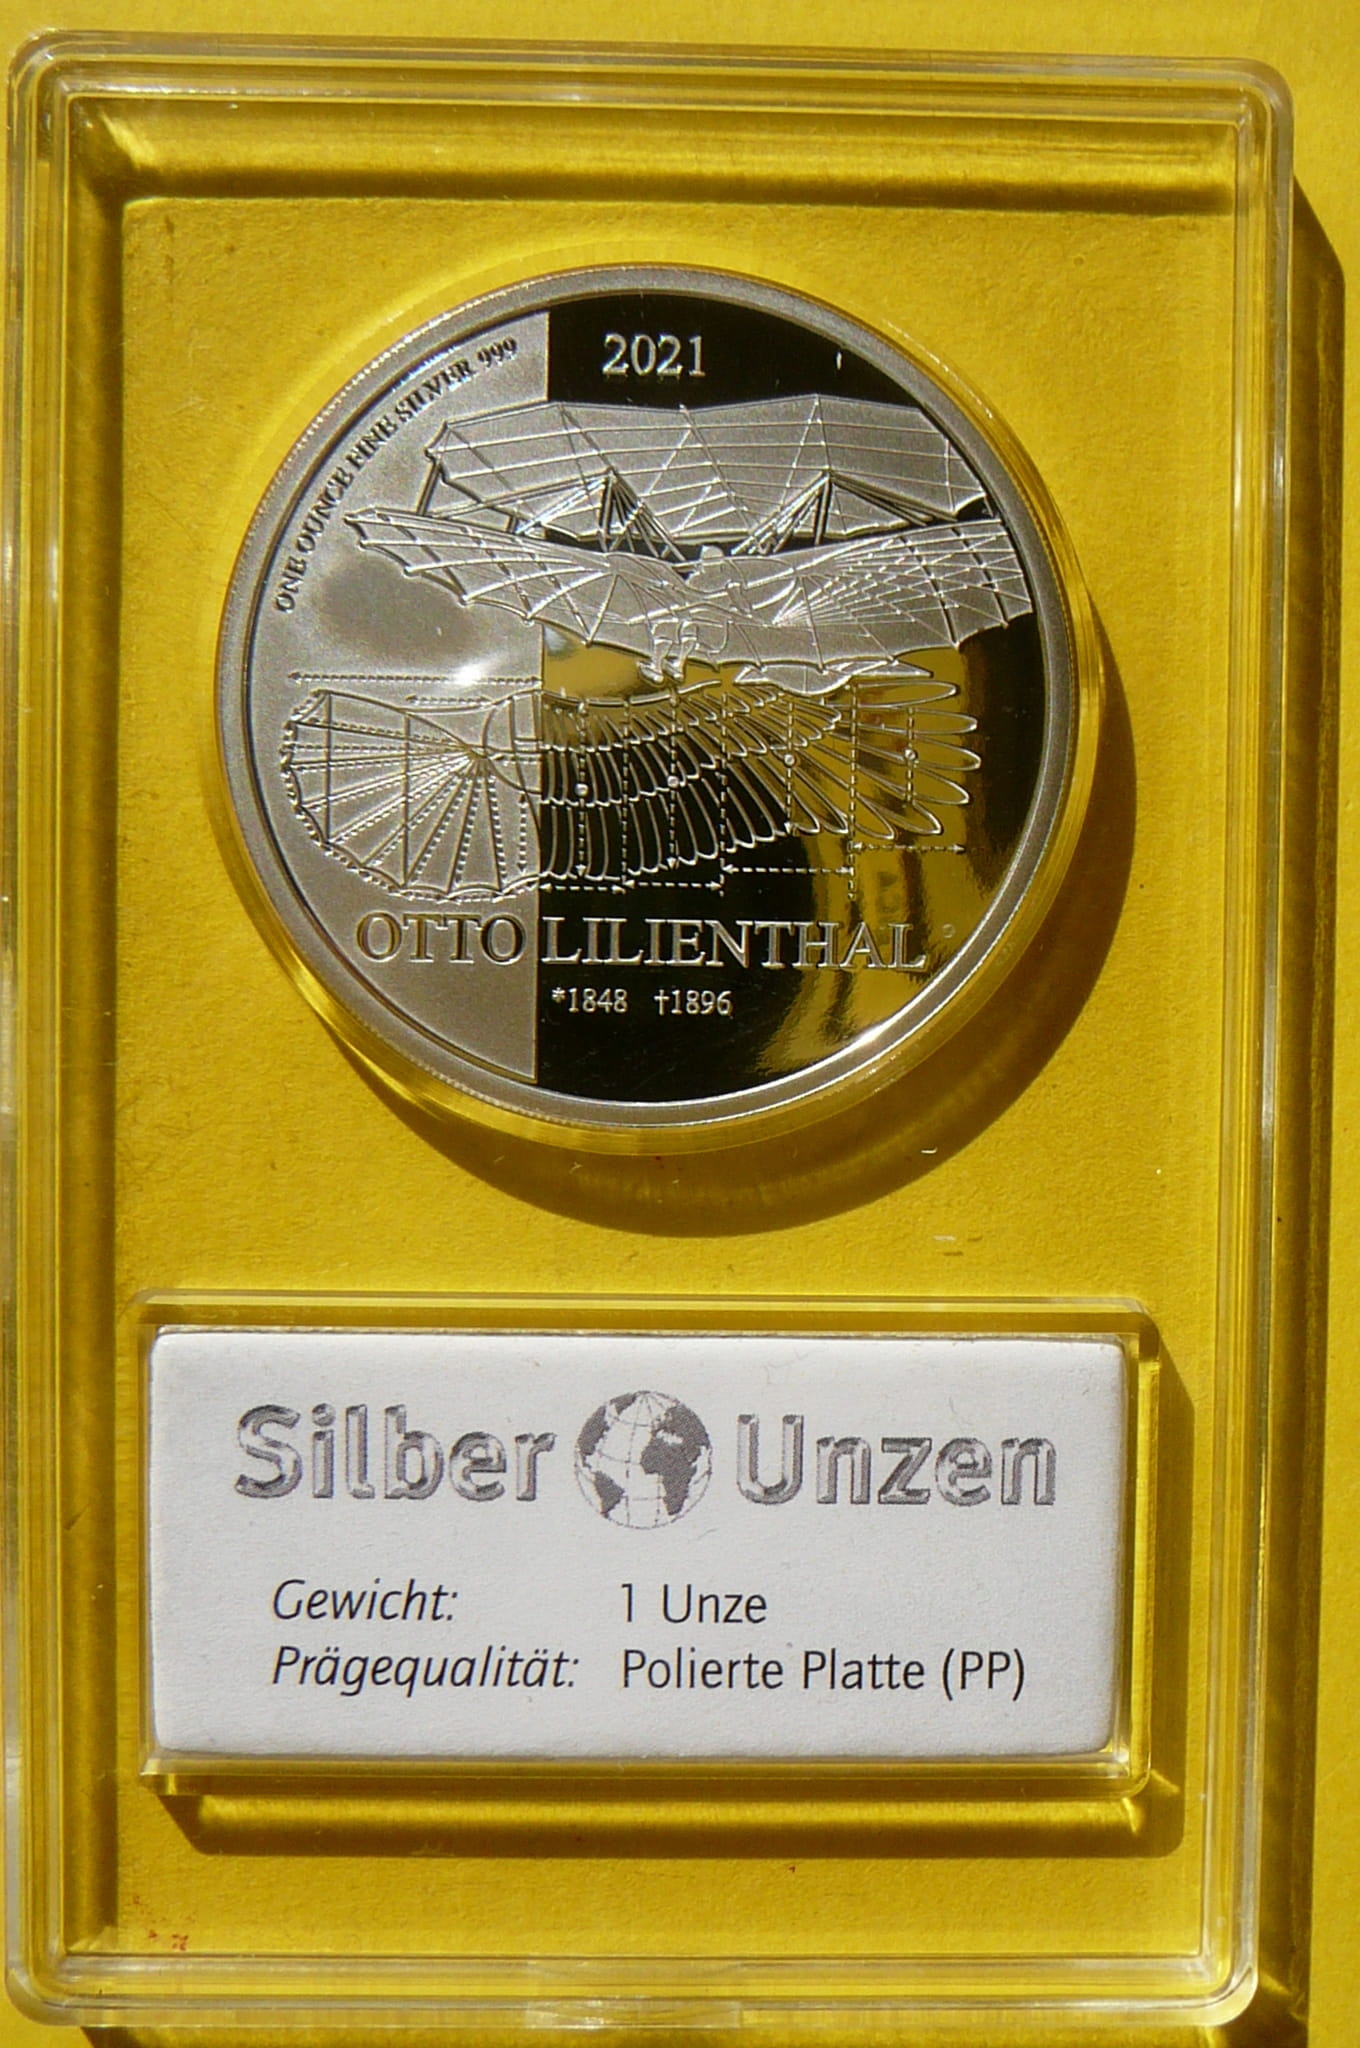 2021
ONE OUNCE FINE SILVER 999
OTTO LILIENTHAL
*1848 †1896
Silber Unzen
Gewicht: 1 Unze
Prägequalität: Polierte Platte (PP)